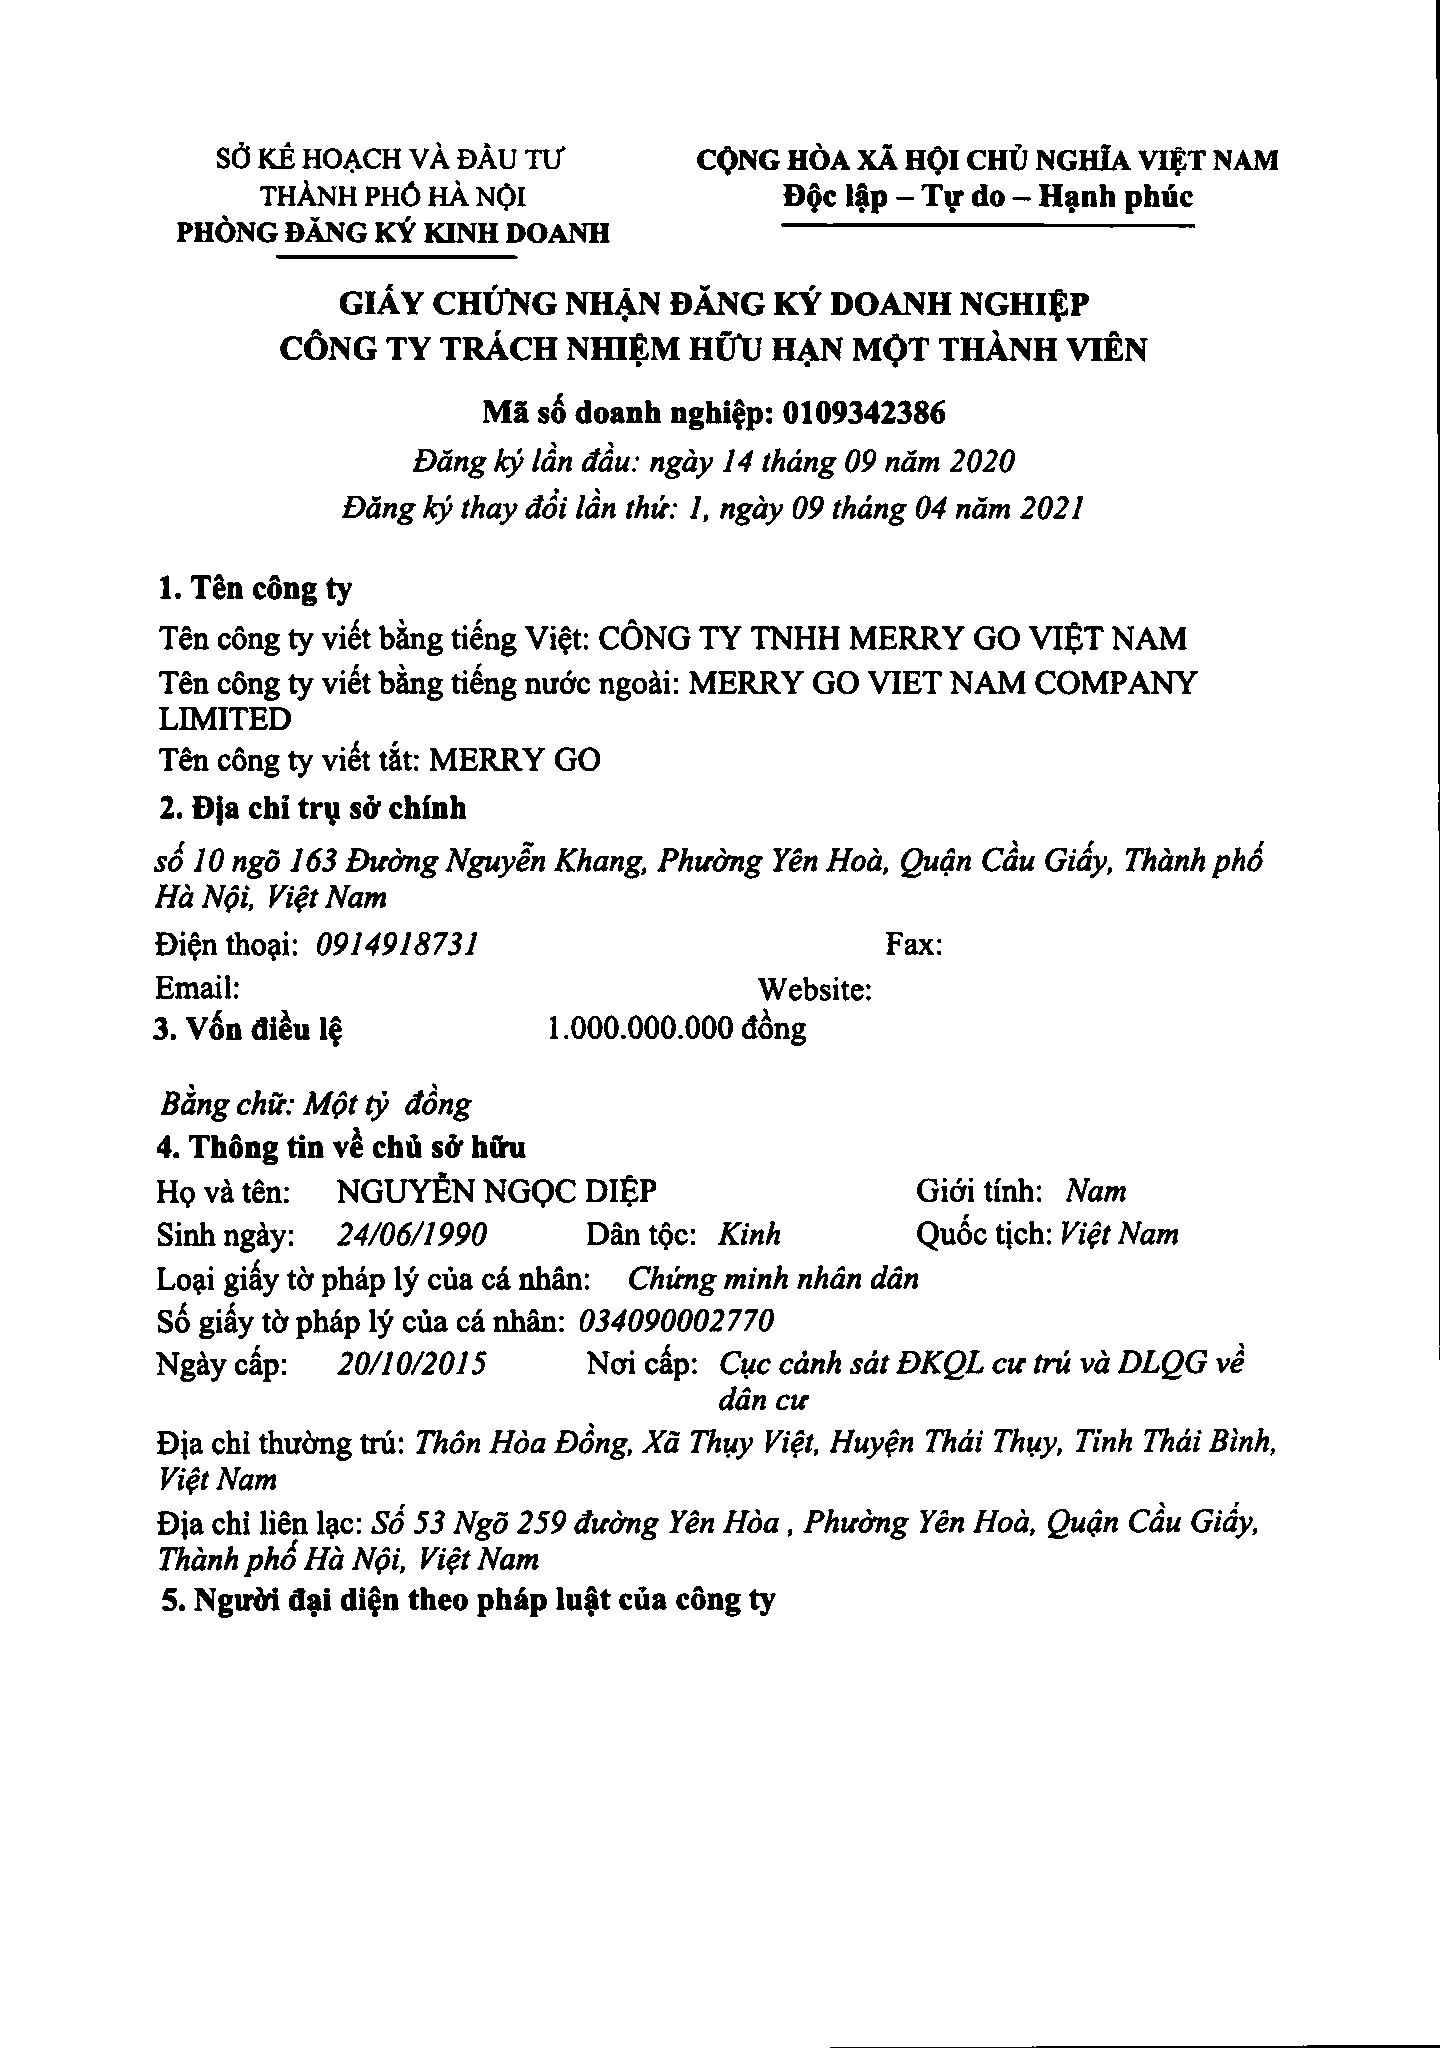 SỞ KẾ HOẠCH VÀ ĐẦU TƯ
THÀNH PHỐ HÀ NỘI
PHÒNG ĐĂNG KÝ KINH DOANH
CỘNG HÒA XÃ HỘI CHỦ NGHĨA VIỆT NAM
Độc lập – Tự do – Hạnh phúc
GIẤY CHỨNG NHẬN ĐĂNG KÝ DOANH NGHIỆP
CÔNG TY TRÁCH NHIỆM HỮU HẠN MỘT THÀNH VIÊN
Mã số doanh nghiệp: 0109342386
Đăng ký lần đầu: ngày 14 tháng 09 năm 2020
Đăng ký thay đổi lần thứ: 1, ngày 09 tháng 04 năm 2021
1. Tên công ty
Tên công ty viết bằng tiếng Việt: CÔNG TY TNHH MERRY GO VIỆT NAM
Tên công ty viết bằng tiếng nước ngoài: MERRY GO VIET NAM COMPANY
LIMITED
Tên công ty viết tắt: MERRY GO
2. Địa chỉ trụ sở chính
số 10 ngõ 163 Đường Nguyễn Khang, Phường Yên Hoà, Quận Cầu Giấy, Thành phố
Hà Nội, Việt Nam
Điện thoại: 0914918731 Fax:
Email: Website:
3. Vốn điều lệ 1.000.000.000 đồng
Bằng chữ: Một tỷ đồng
4. Thông tin về chủ sở hữu
Họ và tên: NGUYỄN NGỌC DIỆP Giới tính: Nam
Sinh ngày: 24/06/1990 Dân tộc: Kinh Quốc tịch: Việt Nam
Loại giấy tờ pháp lý của cá nhân: Chứng minh nhân dân
Số giấy tờ pháp lý của cá nhân: 034090002770
Ngày cấp: 20/10/2015 Nơi cấp: Cục cảnh sát ĐKQL cư trú và DLQG về
dân cư
Địa chỉ thường trú: Thôn Hòa Đồng, Xã Thụy Việt, Huyện Thái Thụy, Tỉnh Thái Bình,
Việt Nam
Địa chỉ liên lạc: Số 53 Ngõ 259 đường Yên Hòa , Phường Yên Hoà, Quận Cầu Giấy,
Thành phố Hà Nội, Việt Nam
5. Người đại diện theo pháp luật của công ty